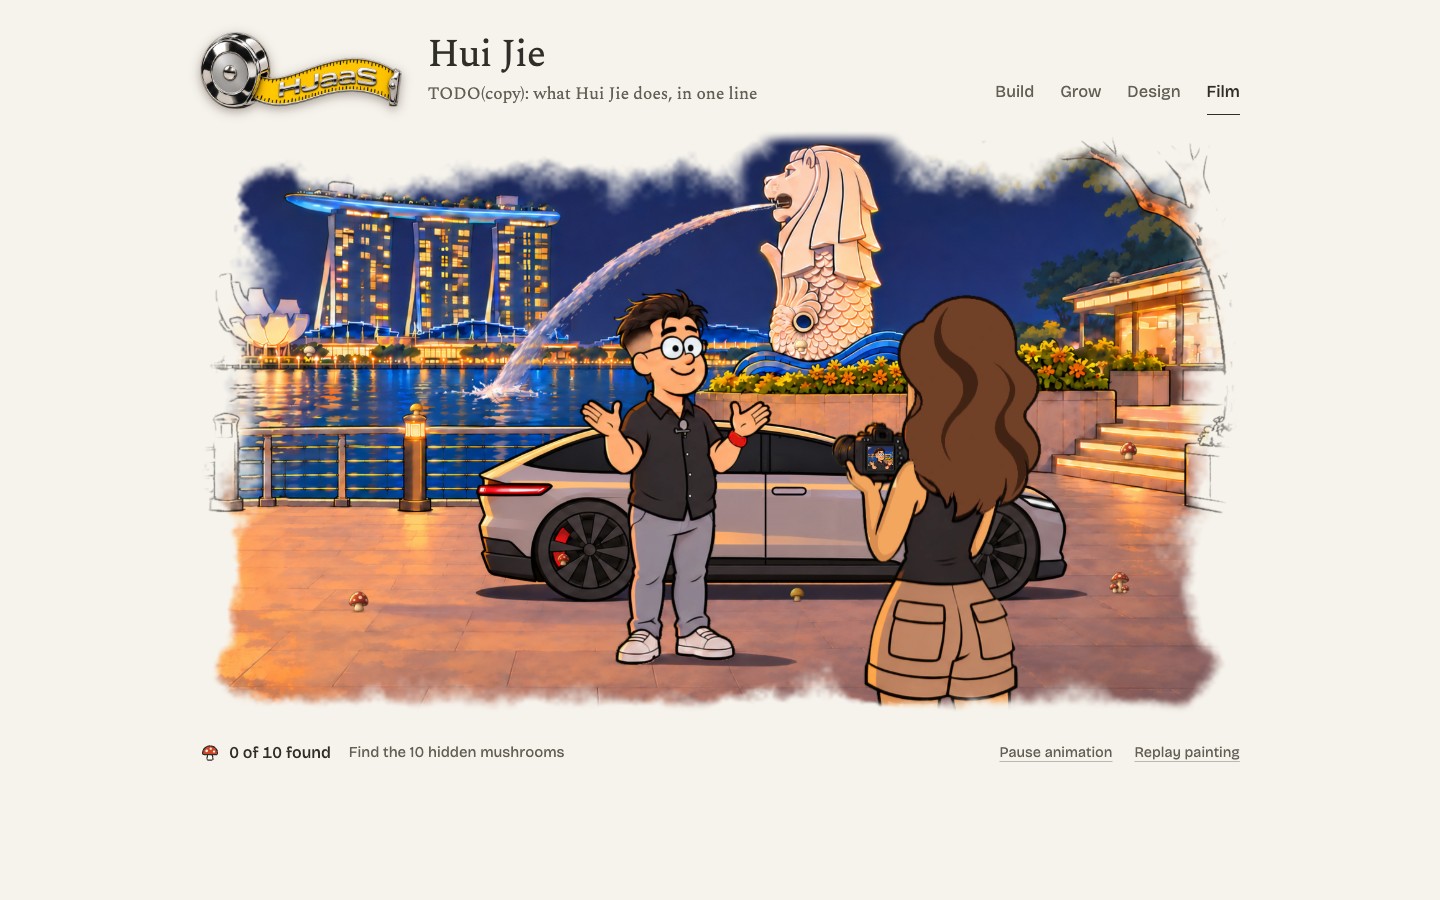 HJaaS
Hui Jie
TODO(copy): what Hui Jie does, in one line
Build Grow Design Film
0 of 10 found Find the 10 hidden mushrooms Pause animation Replay painting